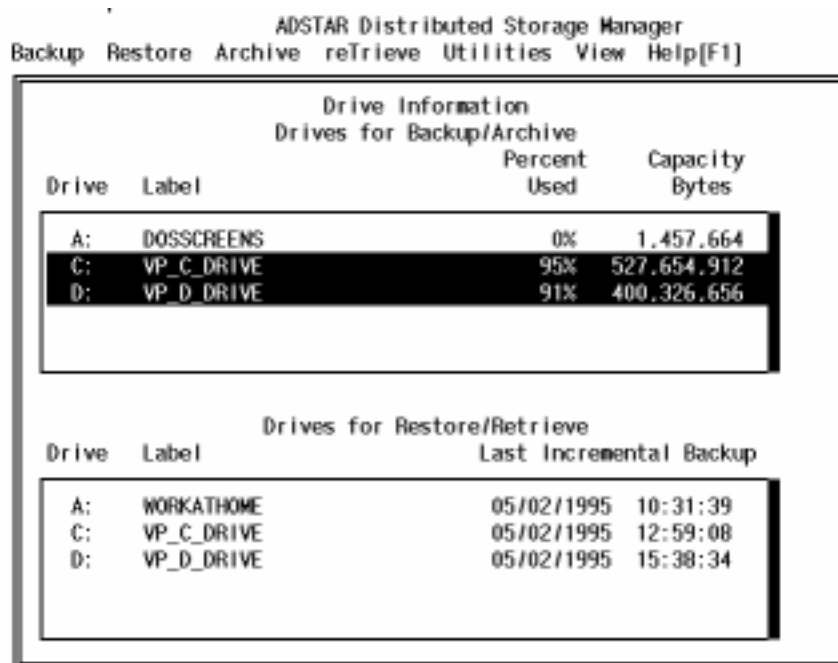 ADSTAR Distributed Storage Manager
Backup Restore Archive reTrieve Utilities View Help[F1]
Drive Information
Drives for Backup/Archive
Percent Capacity
Drive Label Used Bytes
A: DOSSCREENS 0% 1.457.664
C: VP_C_DRIVE 95% 527.654.912
D: VP_D_DRIVE 91% 400.326.656
Drives for Restore/Retrieve
Drive Label Last Incremental Backup
A: WORKATHOME 05/02/1995 10:31:39
C: VP_C_DRIVE 05/02/1995 12:59:08
D: VP_D_DRIVE 05/02/1995 15:38:34